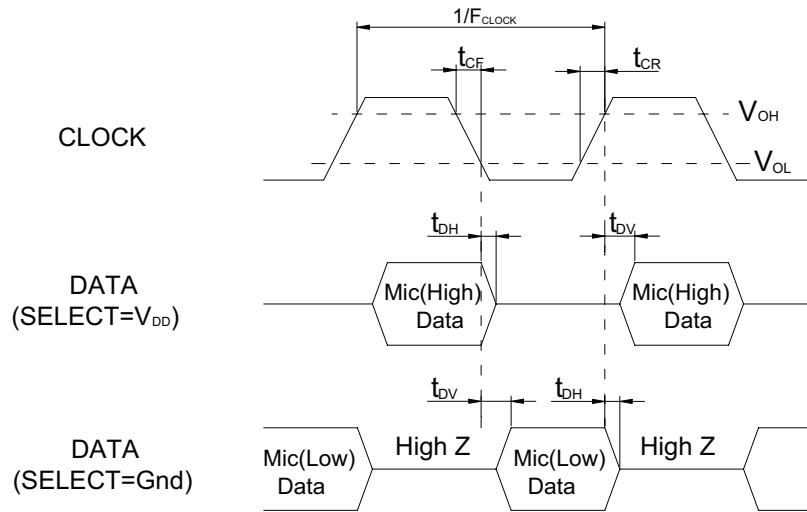 1/FCLOCK
tCF
tCR
VOH
CLOCK
VOL
tDH
tDV
DATA
(SELECT=VDD)
Mic(High)
Data
Mic(High)
Data
tDV
tDH
DATA
(SELECT=Gnd)
Mic(Low)
Data
High Z
Mic(Low)
Data
High Z